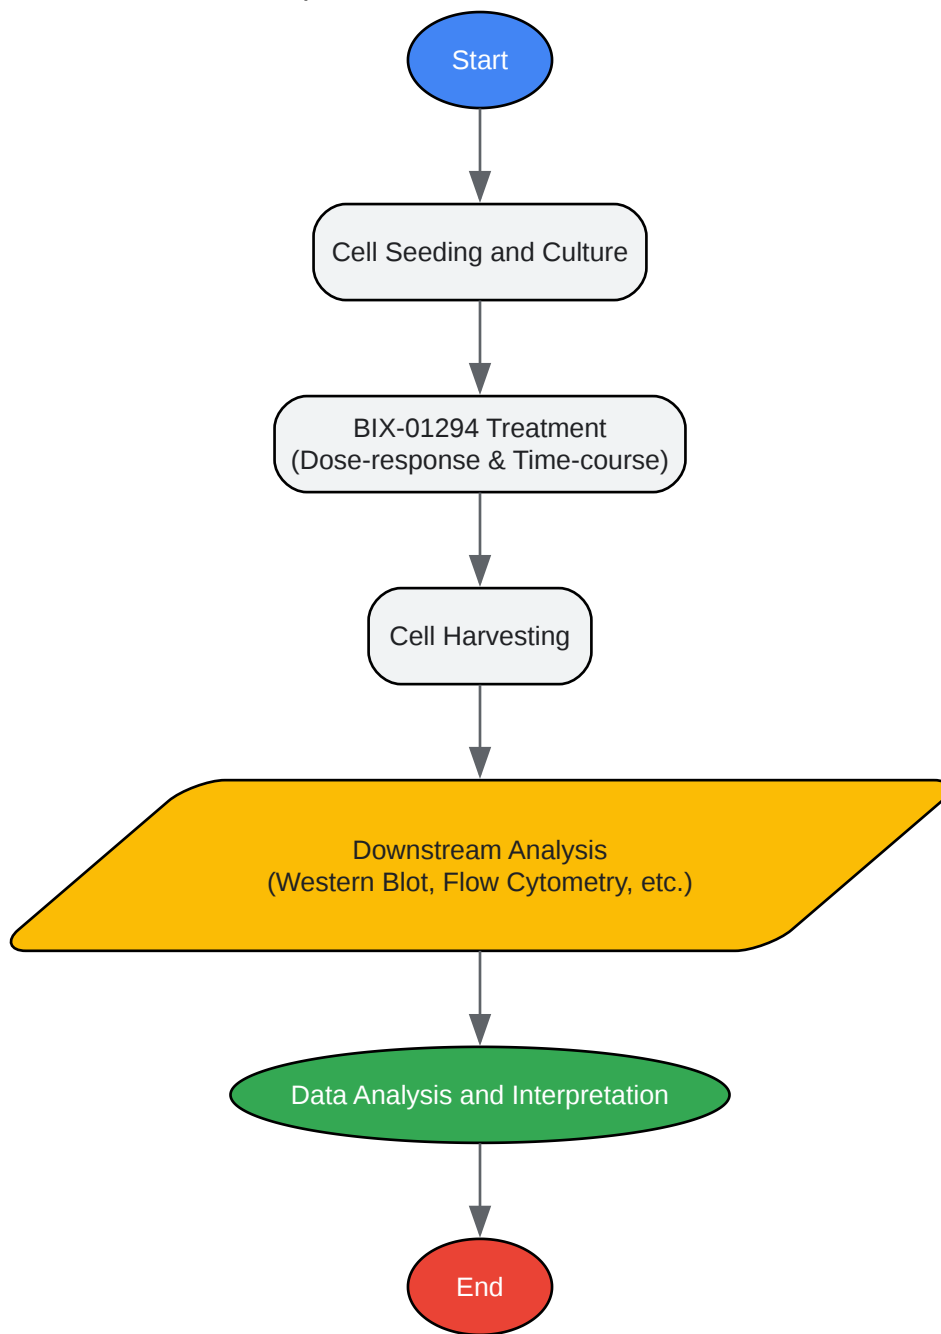 Start
Cell Seeding and Culture
BIX-01294 Treatment
(Dose-response & Time-course)
Cell Harvesting
Downstream Analysis
(Western Blot, Flow Cytometry, etc.)
Data Analysis and Interpretation
End